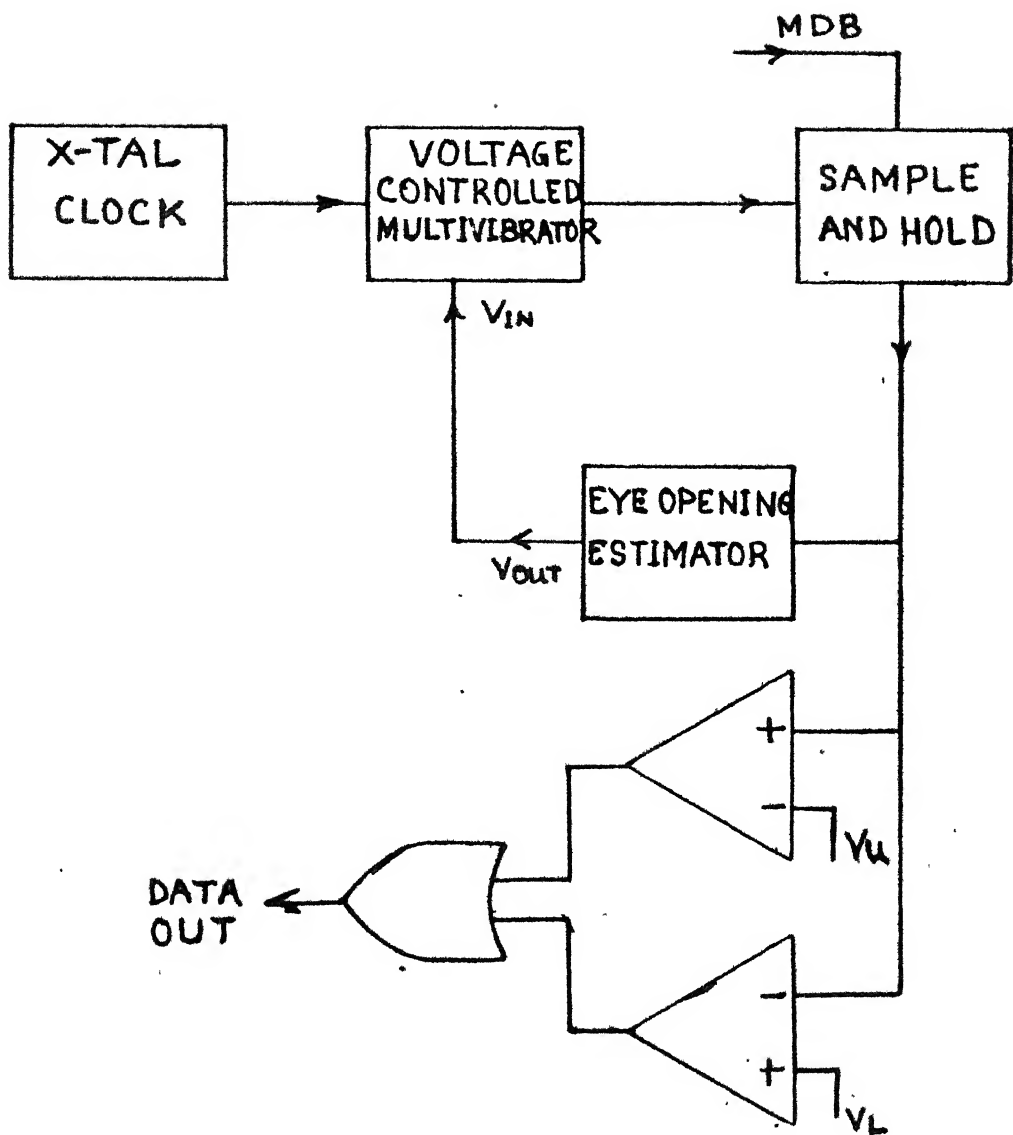 MDB
X-TAL
CLOCK
VOLTAGE
CONTROLLED
MULTIVIBRATOR
SAMPLE
AND HOLD
VIN
EYE OPENING
ESTIMATOR
VOUT
+
−
Vu
DATA
OUT
−
+
VL